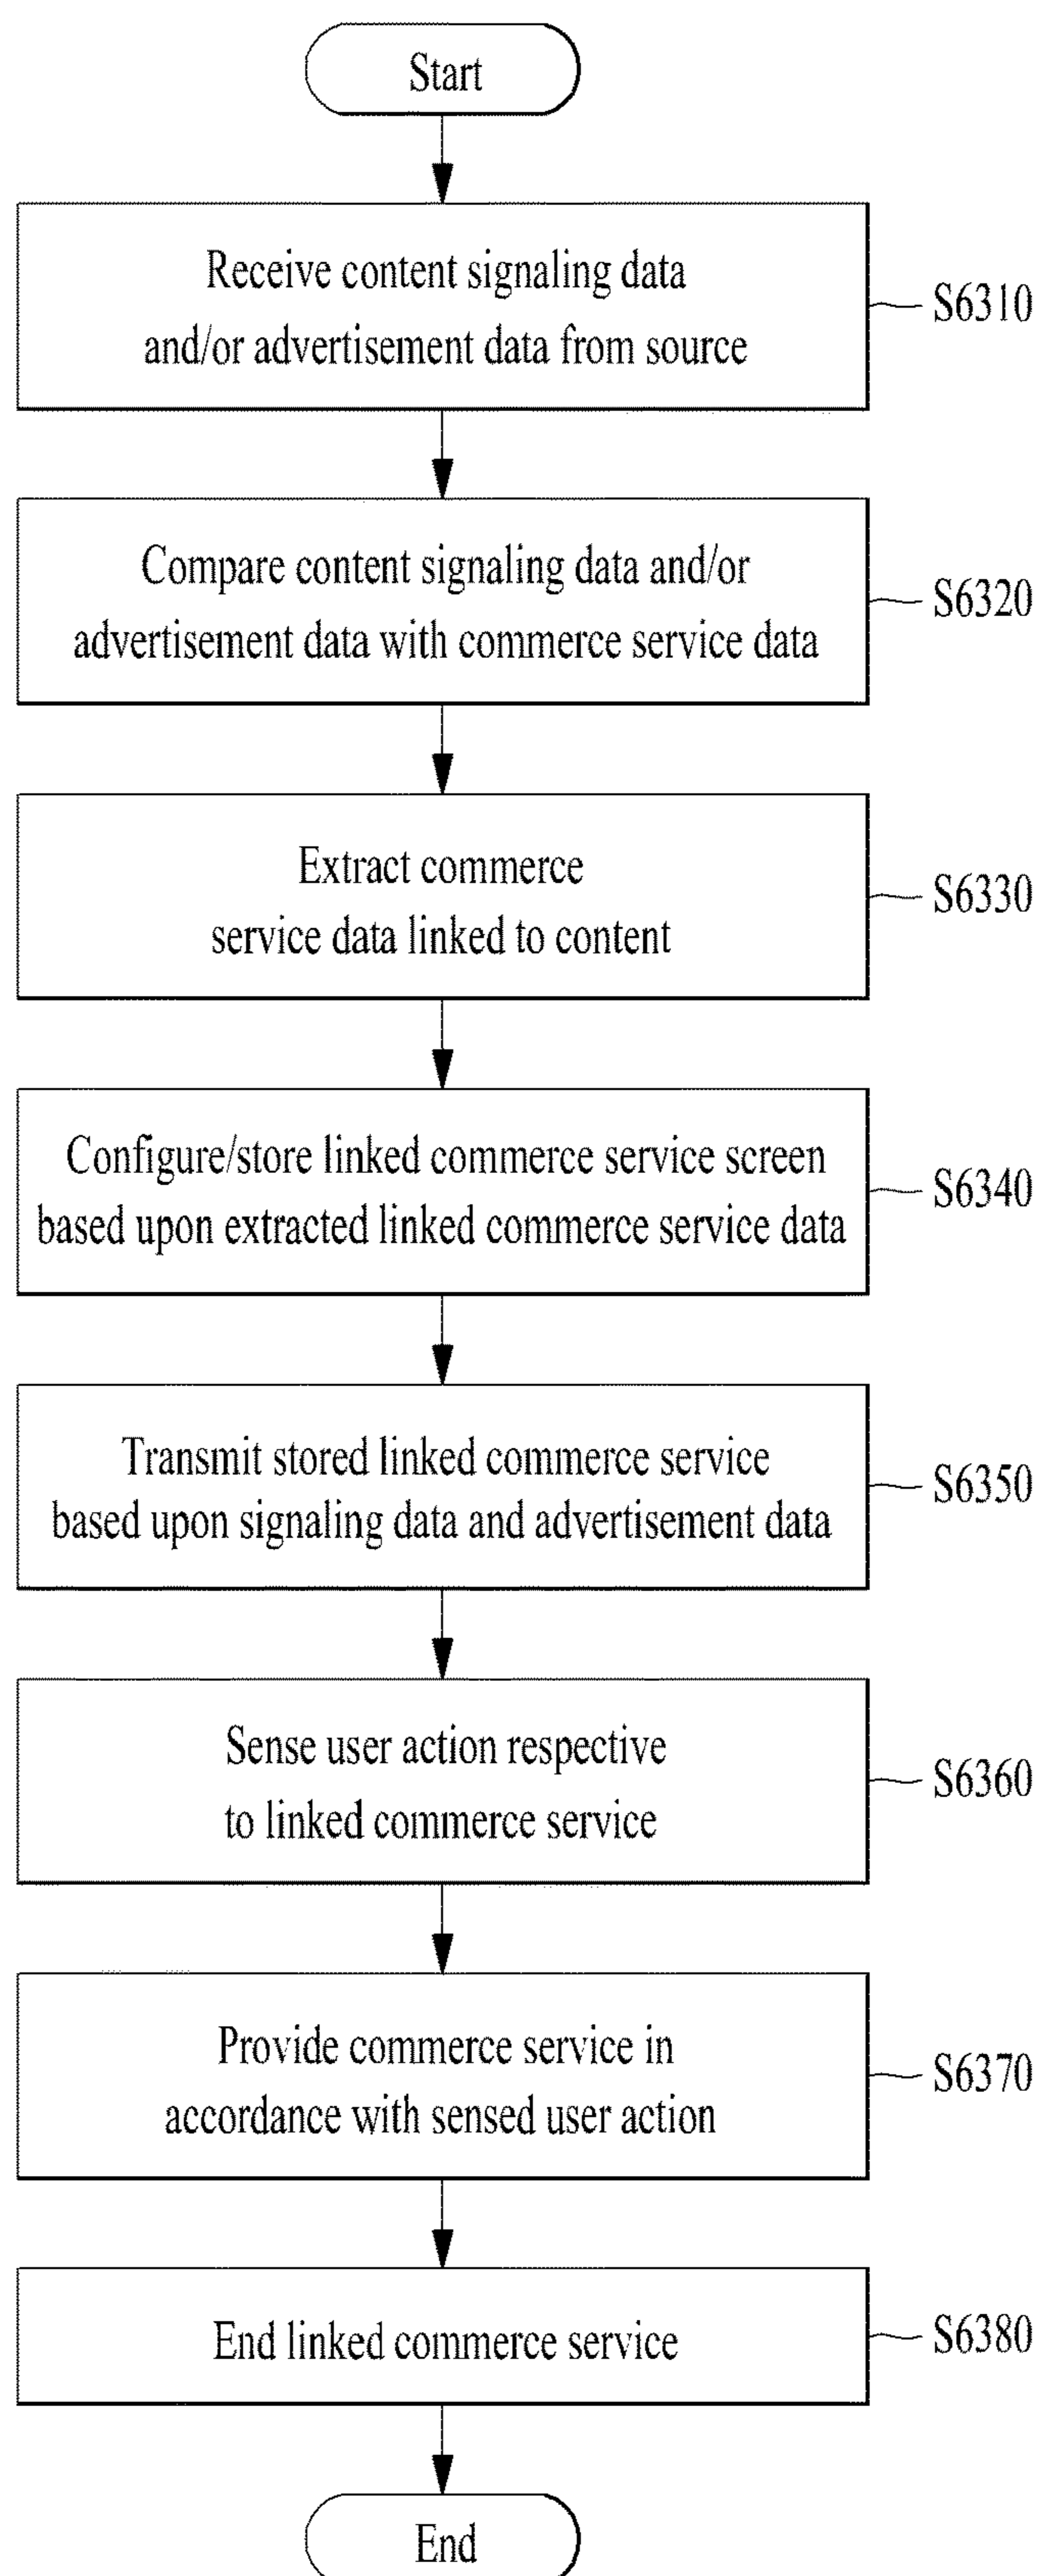 Start
Receive content signaling data
and/or advertisement data from source
S6310
Compare content signaling data and/or
advertisement data with commerce service data
S6320
Extract commerce
service data linked to content
S6330
Configure/store linked commerce service screen
based upon extracted linked commerce service data
S6340
Transmit stored linked commerce service
based upon signaling data and advertisement data
S6350
Sense user action respective
to linked commerce service
S6360
Provide commerce service in
accordance with sensed user action
S6370
End linked commerce service
S6380
End